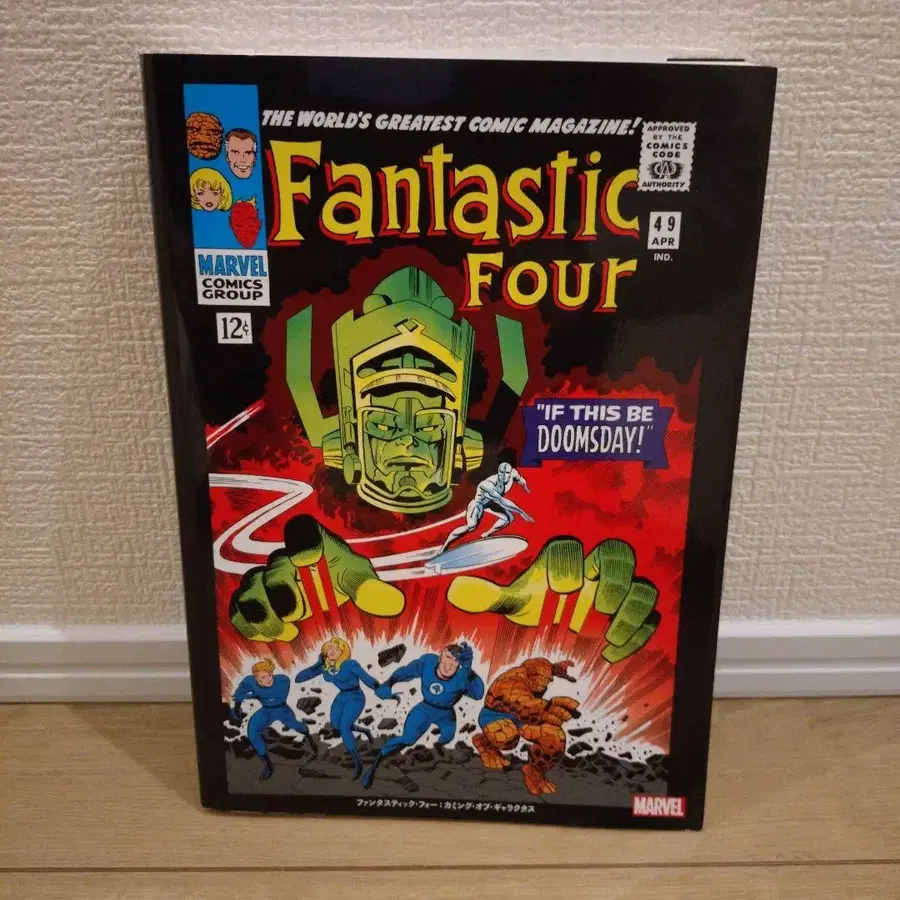 THE WORLD'S GREATEST COMIC MAGAZINE!
APPROVED
BY THE
COMICS
CODE
CA
AUTHORITY
Fantastic
Four
49
APR
IND.
MARVEL
COMICS
GROUP
12¢
"IF THIS BE
DOOMSDAY!"
4
ファンタスティック・フォー：カミング・オブ・ギャラクタス
MARVEL